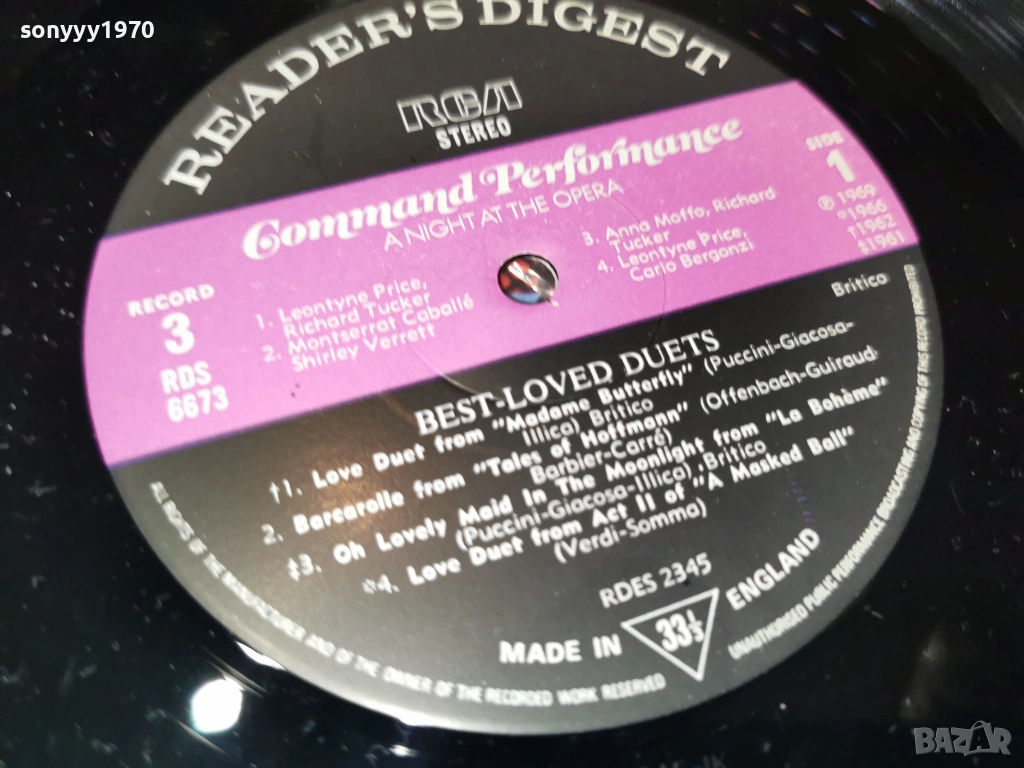 sonyyy1970
READER'S DIGEST
RCA
STEREO
Command Performance
A NIGHT AT THE OPERA
SIDE
1
℗ 1969
°1966
†1962
‡1961
RECORD
3
RDS
6673
1. Leontyne Price,
Richard Tucker
2. Montserrat Caballé
Shirley Verrett
3. Anna Moffo, Richard
Tucker
4. Leontyne Price,
Carlo Bergonzi
Britico
BEST-LOVED DUETS
†1. Love Duet from "Madame Butterfly" (Puccini-Giacosa-
Illica) Britico
2. Barcarolle from "Tales of Hoffmann" (Offenbach-Guiraud,
Barbier-Carré)
‡3. Oh Lovely Maid In The Moonlight from "La Bohème"
(Puccini-Giacosa-Illica) Britico
°4. Love Duet from Act II of "A Masked Ball"
(Verdi-Somma)
RDES 2345
MADE IN 33⅓ ENGLAND
ALL RIGHTS OF THE MANUFACTURER AND OF THE OWNER OF THE RECORDED WORK RESERVED
UNAUTHORISED PUBLIC PERFORMANCE BROADCASTING AND COPYING OF THIS RECORD PROHIBITED
BAZAR